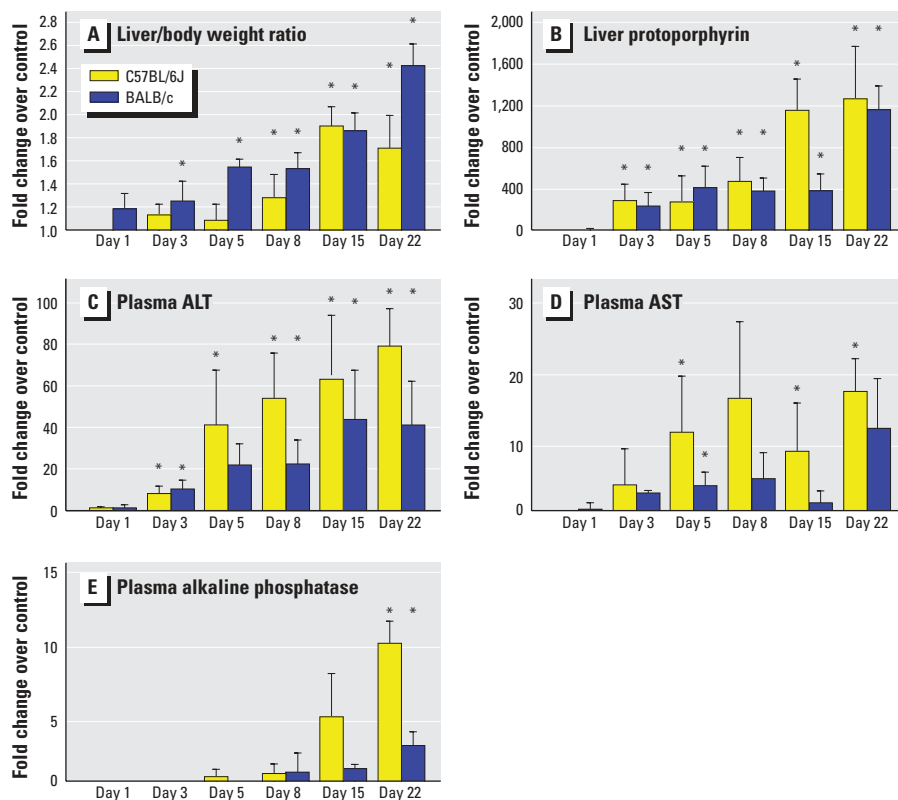 A Liver/body weight ratio
C57BL/6J
BALB/c
Fold change over control
2.8
2.6
2.4
2.2
2.0
1.8
1.6
1.4
1.2
1.0
* * * * * * * * *
Day 1 Day 3 Day 5 Day 8 Day 15 Day 22
B Liver protoporphyrin
Fold change over control
2,000
1,600
1,200
800
400
0
* * * * * * * * * *
Day 1 Day 3 Day 5 Day 8 Day 15 Day 22
C Plasma ALT
Fold change over control
100
80
60
40
20
0
* * * * * * * * *
Day 1 Day 3 Day 5 Day 8 Day 15 Day 22
D Plasma AST
Fold change over control
30
20
10
0
* * * *
Day 1 Day 3 Day 5 Day 8 Day 15 Day 22
E Plasma alkaline phosphatase
Fold change over control
15
10
5
0
* *
Day 1 Day 3 Day 5 Day 8 Day 15 Day 22